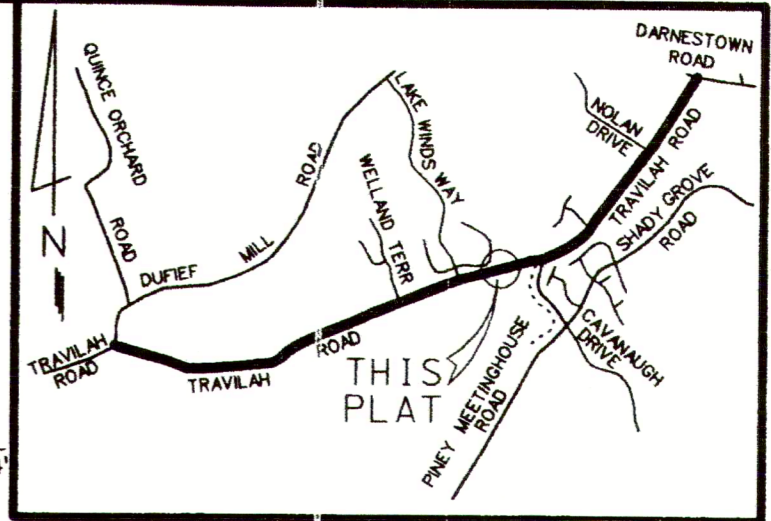 DARNESTOWN
ROAD
QUINCE ORCHARD
ROAD
LAKE WINDS WAY
NOLAN
DRIVE
TRAVILAH ROAD
ROAD
WELLAND TERR
SHADY GROVE
ROAD
N
MILL
DUFIEF
CAVANAUGH
DRIVE
TRAVILAH
ROAD
ROAD
TRAVILAH
THIS
PLAT
PINEY MEETINGHOUSE
ROAD